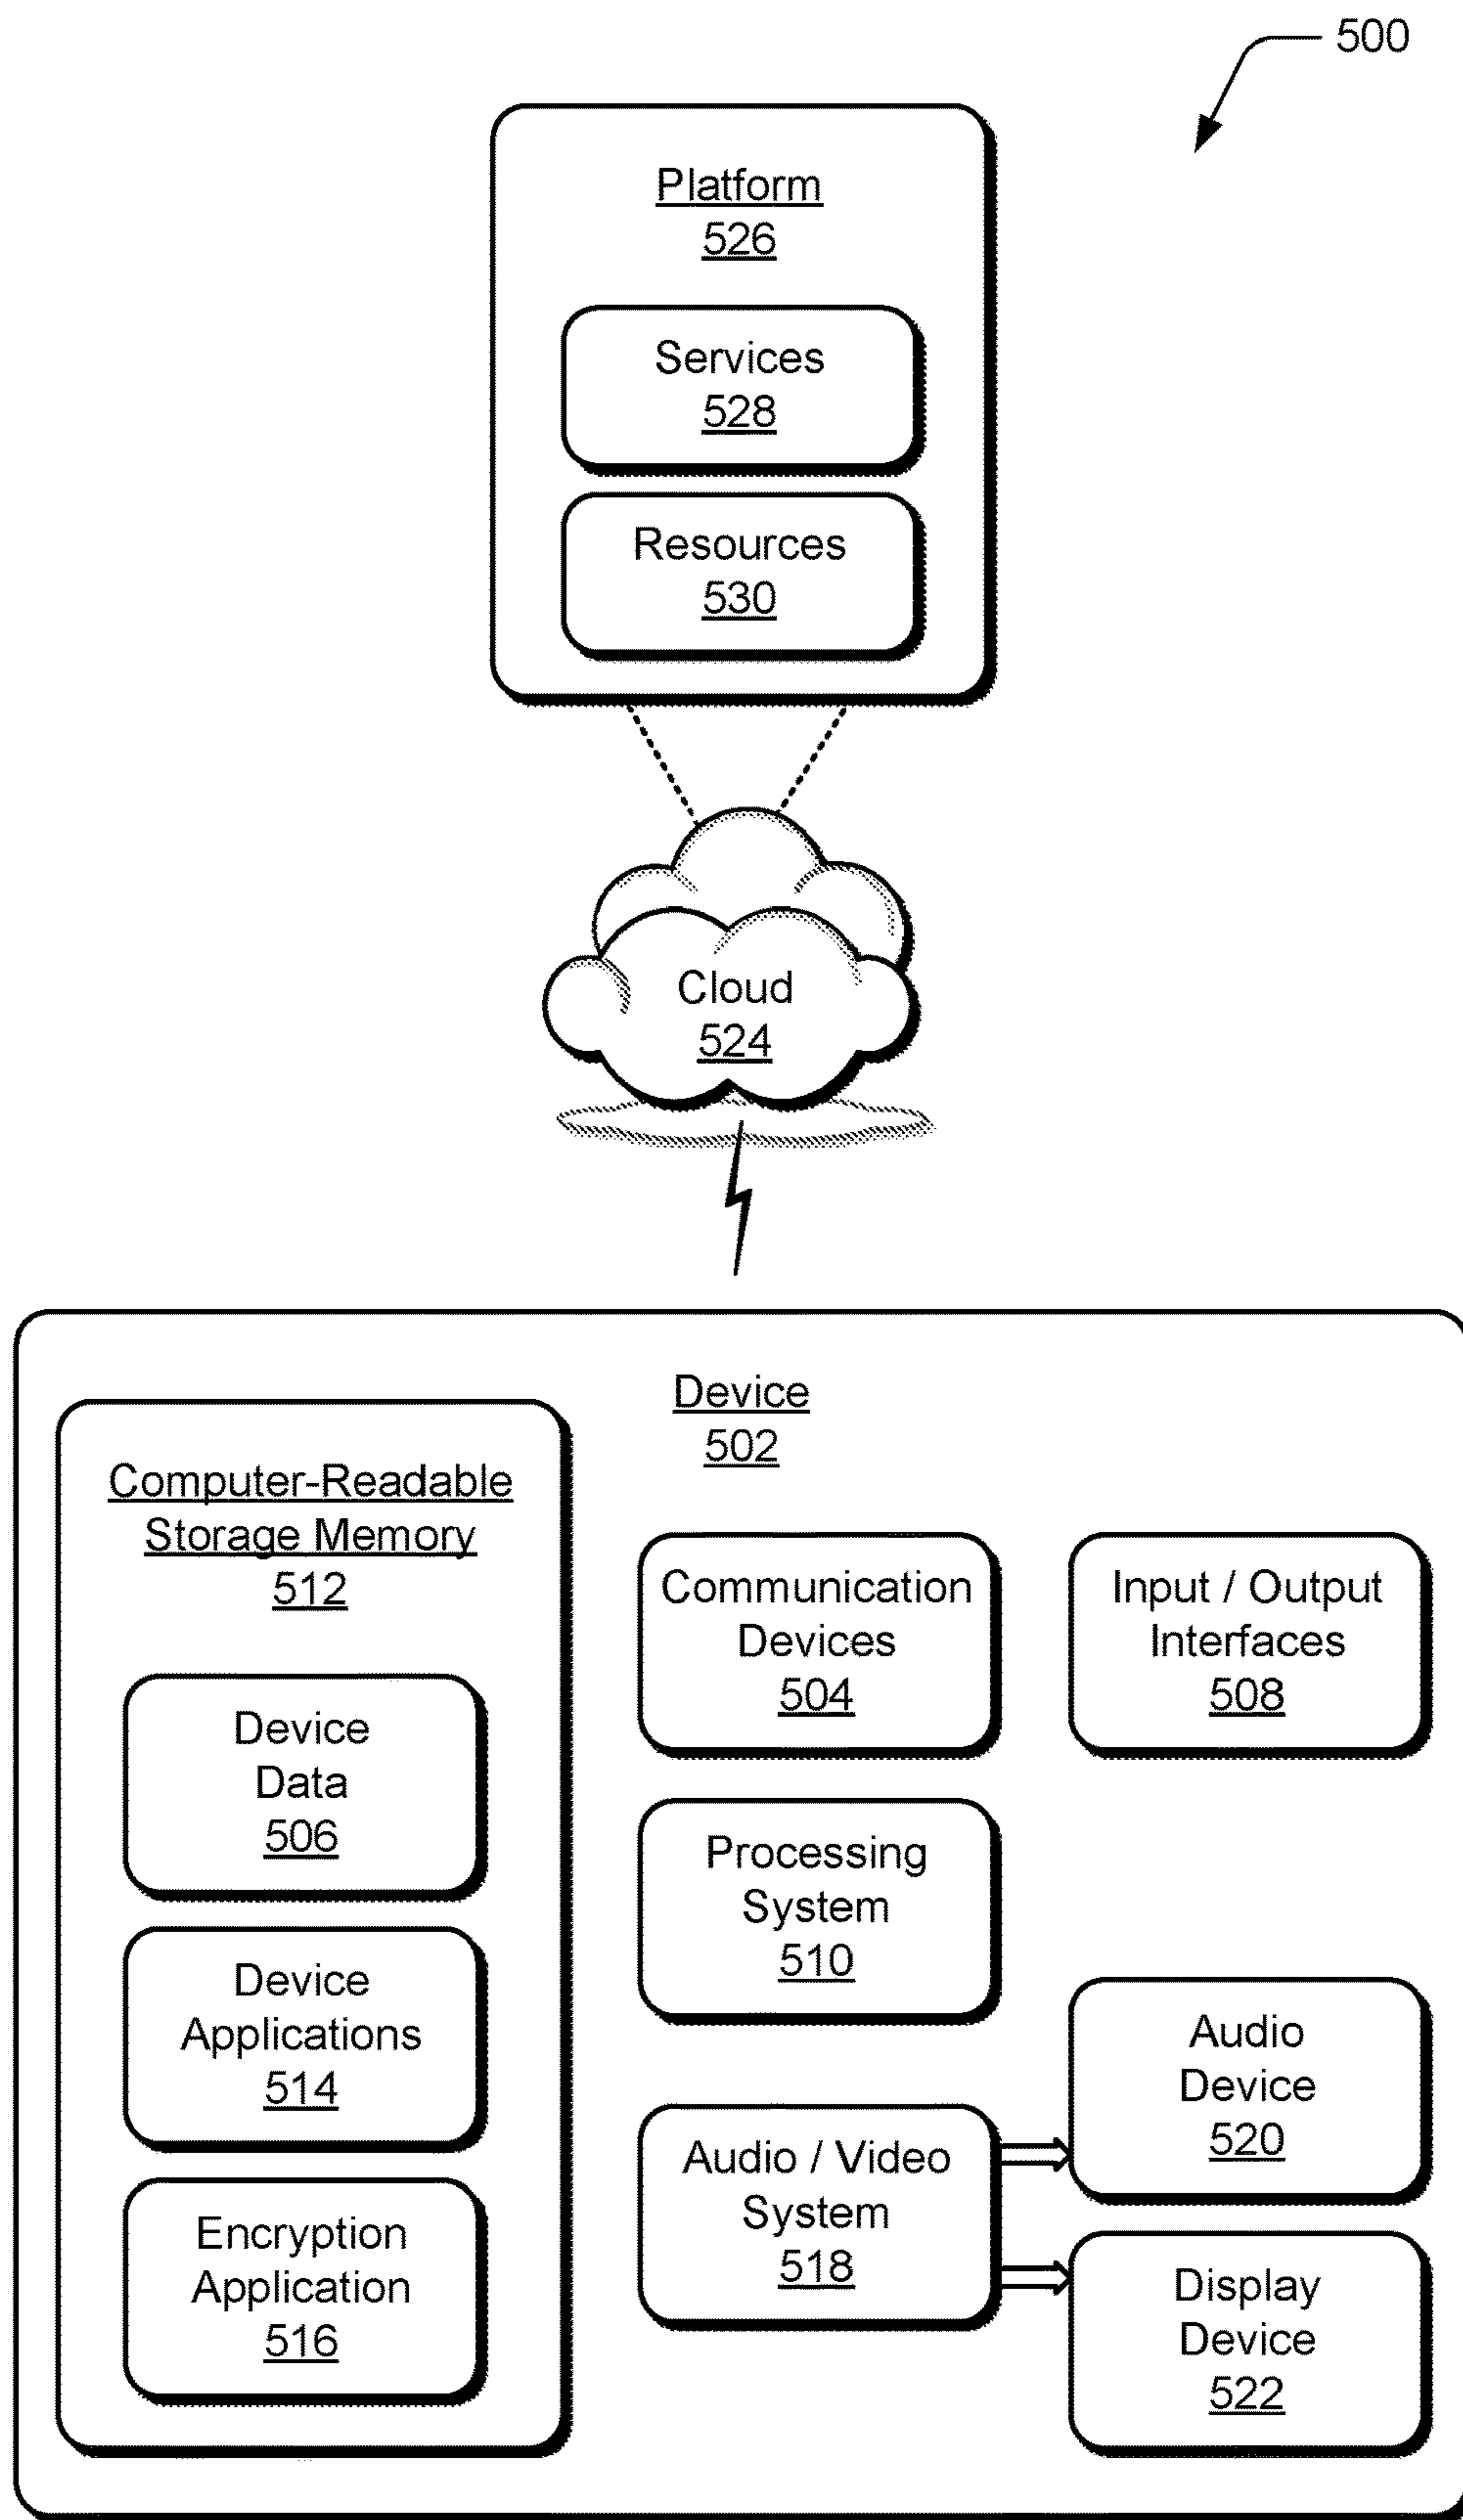 500
Platform
526
Services
528
Resources
530
Cloud
524
Device
502
Computer-Readable
Storage Memory
512
Device
Data
506
Device
Applications
514
Encryption
Application
516
Communication
Devices
504
Input / Output
Interfaces
508
Processing
System
510
Audio / Video
System
518
Audio
Device
520
Display
Device
522